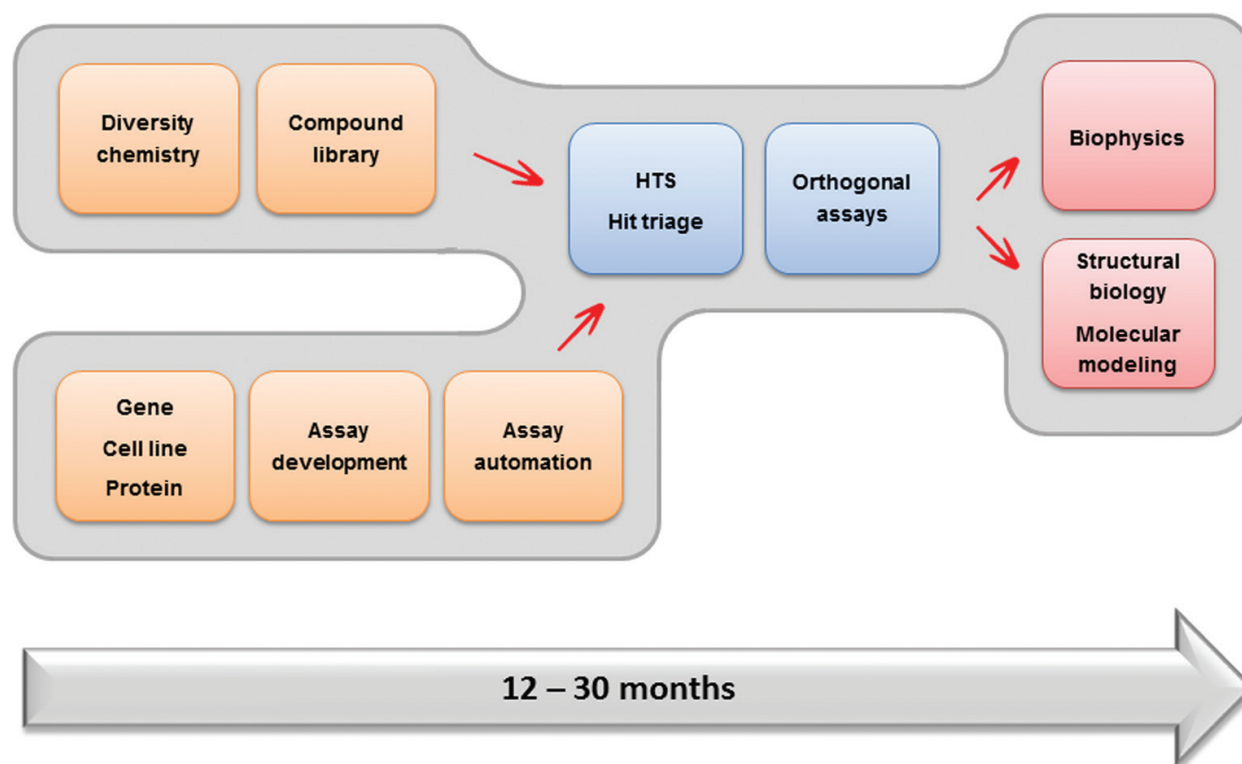 Diversity
chemistry
Compound
library
HTS
Hit triage
Orthogonal
assays
Biophysics
Structural
biology
Molecular
modeling
Gene
Cell line
Protein
Assay
development
Assay
automation
12 – 30 months